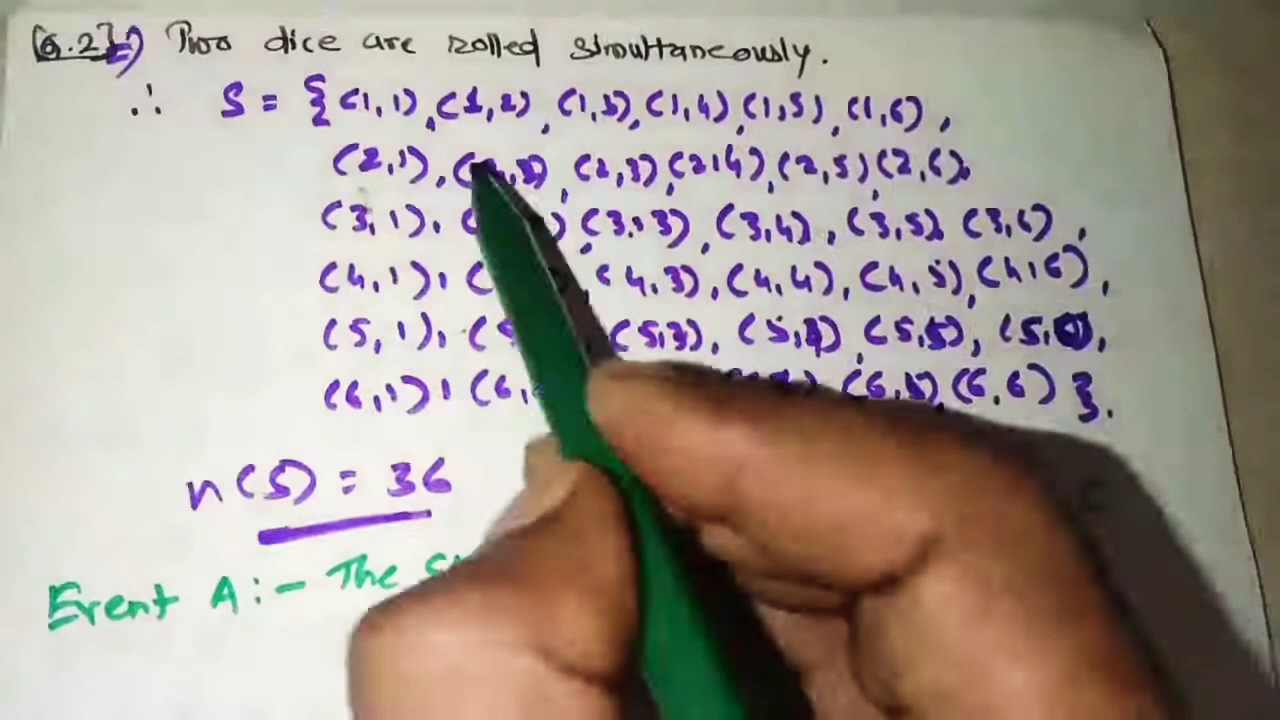 [Q.2] => Two dice are rolled simultaneously.
∴ S = {(1,1), (1,2), (1,3), (1,4), (1,5), (1,6),
(2,1), (2,3), (2,4), (2,5), (2,6),
(3,1), (3,3), (3,4), (3,5), (3,6),
(4,1), (4,3), (4,4), (4,5), (4,6),
(5,1), (5,3), (5,4), (5,5), (5,
(6,1), (6, (6,5), (6,6) }.
n(S) = 36
Event A :- The